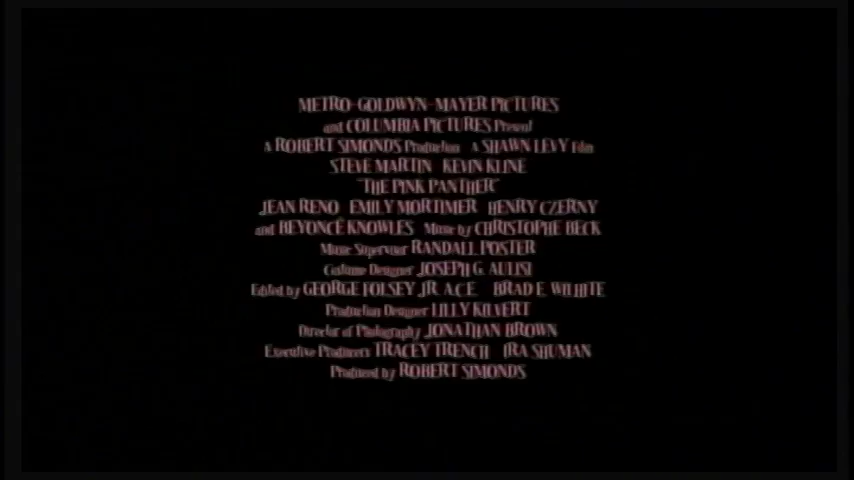 METRO-GOLDWYN-MAYER PICTURES
and COLUMBIA PICTURES Present
A ROBERT SIMONDS Production A SHAWN LEVY Film
STEVE MARTIN KEVIN KLINE
"THE PINK PANTHER"
JEAN RENO EMILY MORTIMER HENRY CZERNY
and BEYONCÉ KNOWLES Music by CHRISTOPHE BECK
Music Supervisor RANDALL POSTER
Costume Designer JOSEPH G. AULISI
Edited by GEORGE FOLSEY, JR. A.C.E. BRAD E. WILHITE
Production Designer LILLY KILVERT
Director of Photography JONATHAN BROWN
Executive Producers TRACEY TRENCH IRA SHUMAN
Produced by ROBERT SIMONDS